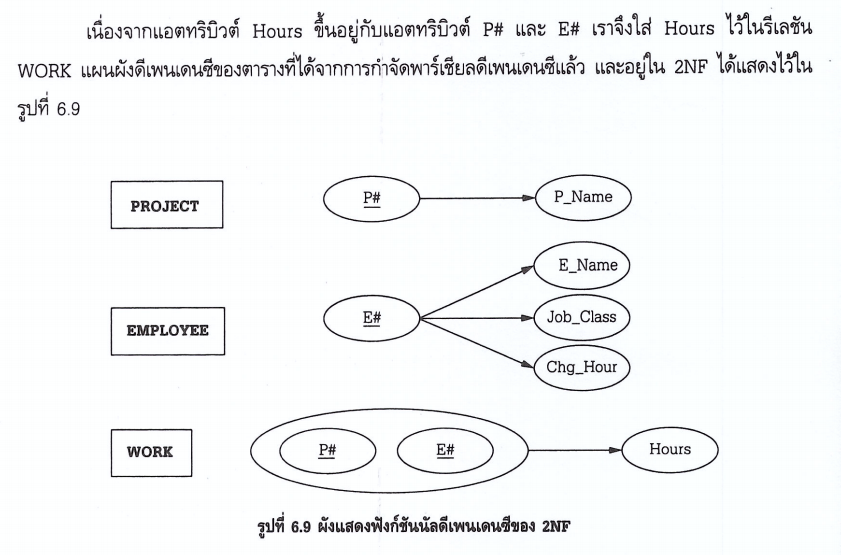 เนื่องจากแอตทริบิวต์ Hours ขึ้นอยู่กับแอตทริบิวต์ P# และ E# เราจึงใส่ Hours ไว้ในรีเลชัน
WORK แผนผังดีเพนเดนซีของตารางที่ได้จากการกำจัดพาร์เชียลดีเพนเดนซีแล้ว และอยู่ใน 2NF ได้แสดงไว้ใน
รูปที่ 6.9
PROJECT P# P_Name
E_Name
EMPLOYEE E# Job_Class
Chg_Hour
WORK P# E# Hours
รูปที่ 6.9 ผังแสดงฟังก์ชันนัลดีเพนเดนซีของ 2NF